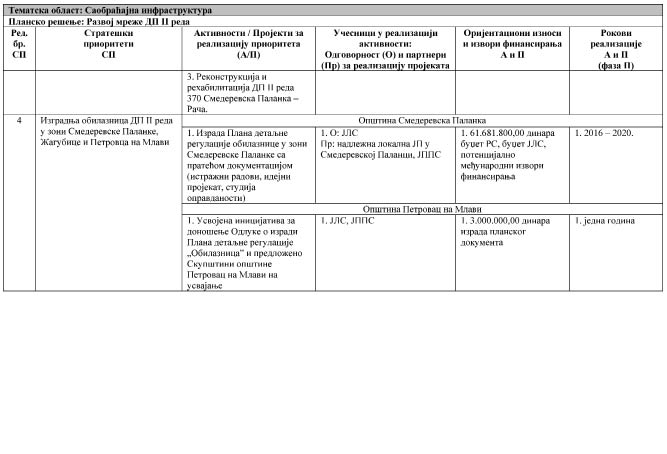 Тематска област: Саобраћајна инфраструктура
Планско решење: Развој мреже ДП II реда
Ред.
бр.
СП
Стратешки
приоритети
СП
Активности / Пројекти за
реализацију приоритета
(А/П)
Учесници у реализацији
активности:
Одговорност (О) и партнери
(Пр) за реализацију пројеката
Оријентациони износи
и извори финансирања
А и П
Рокови
реализације
А и П
(фаза П)
3. Реконструкција и
рехабилитација ДП II реда
370 Смедеревска Паланка –
Рача.
4
Изградња обилазница ДП II реда
у зони Смедеревске Паланке,
Жагубице и Петровца на Млави
Општина Смедеревска Паланка
1. Израда Плана детаљне
регулације обилазнице у зони
Смедеревске Паланке са
пратећом документацијом
(истражни радови, идејни
пројекат, студија
оправданости)
1. О: ЈЛС
Пр: надлежна локална ЈП у
Смедеревској Паланци, ЈППС
1. 61.681.800,00 динара
буџет РС, буџет ЈЛС,
потенцијално
међународни извори
финансирања
1. 2016 – 2020.
Општина Петровац на Млави
1. Усвојена иницијатива за
доношење Одлуке о изради
Плана детаљне регулације
„Обилазница” и предложено
Скупштини општине
Петровац на Млави на
усвајање
1. ЈЛС, ЈППС
1. 3.000.000,00 динара
израда планског
документа
1. једна година